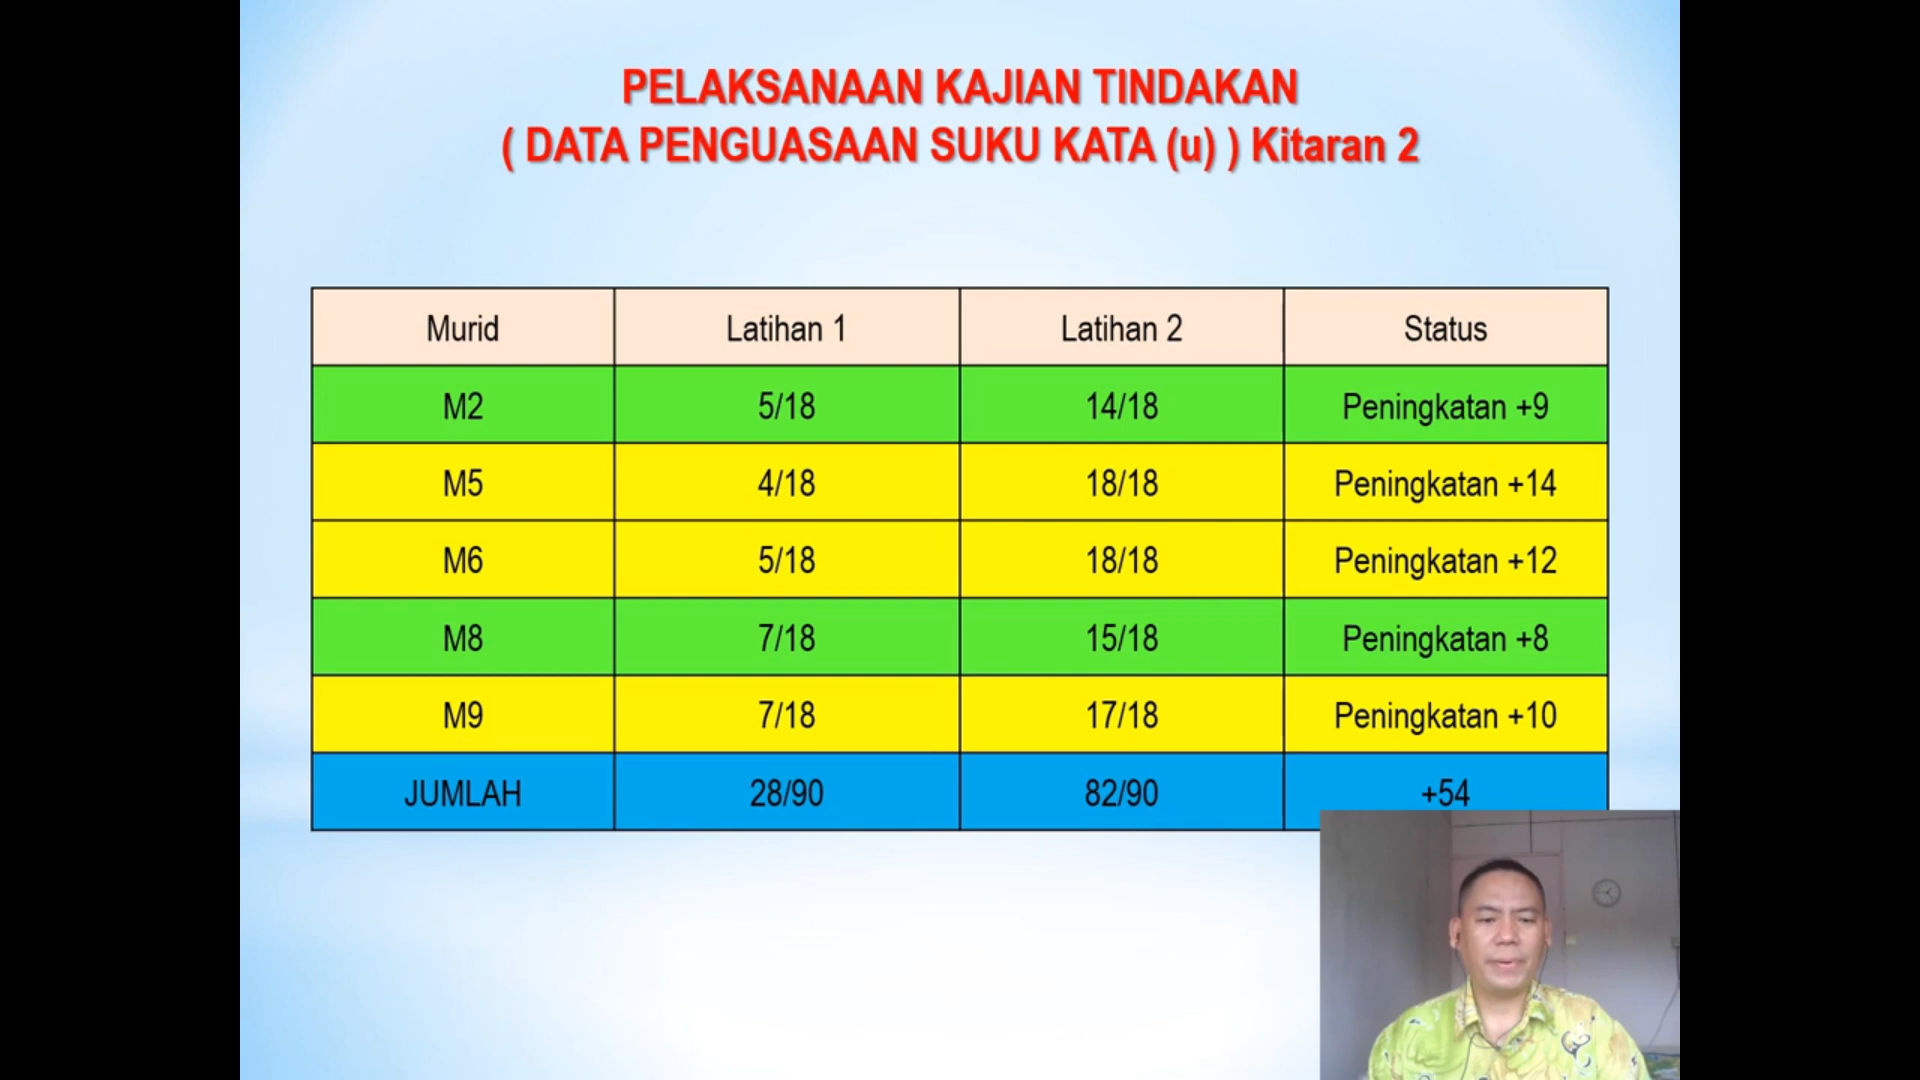 PELAKSANAAN KAJIAN TINDAKAN
( DATA PENGUASAAN SUKU KATA (u) ) Kitaran 2
Murid Latihan 1 Latihan 2 Status
M2 5/18 14/18 Peningkatan +9
M5 4/18 18/18 Peningkatan +14
M6 5/18 18/18 Peningkatan +12
M8 7/18 15/18 Peningkatan +8
M9 7/18 17/18 Peningkatan +10
JUMLAH 28/90 82/90 +54